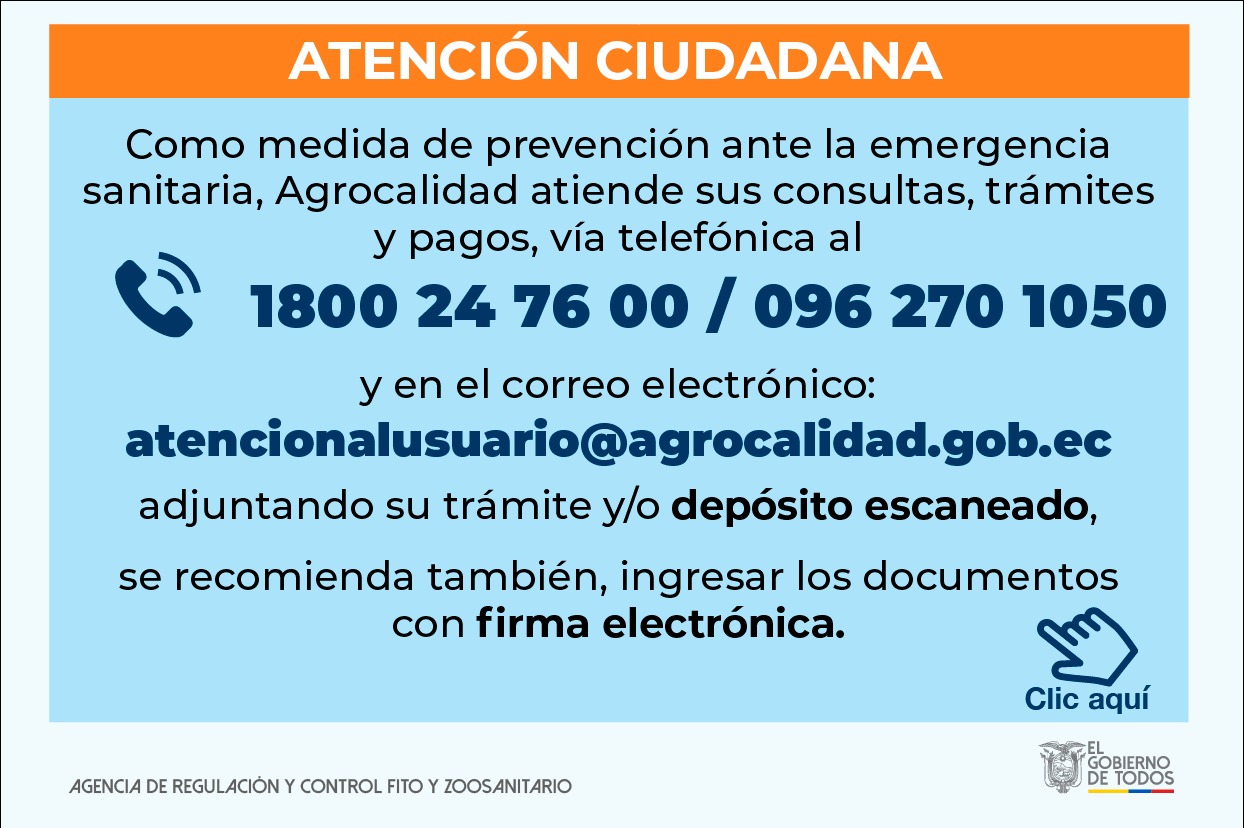 ATENCIÓN CIUDADANA
Como medida de prevención ante la emergencia
sanitaria, Agrocalidad atiende sus consultas, trámites
y pagos, vía telefónica al
1800 24 76 00 / 096 270 1050
y en el correo electrónico:
atencionalusuario@agrocalidad.gob.ec
adjuntando su trámite y/o depósito escaneado,
se recomienda también, ingresar los documentos
con firma electrónica.
Clic aquí
AGENCIA DE REGULACIÓN Y CONTROL FITO Y ZOOSANITARIO
EL
GOBIERNO
DE TODOS